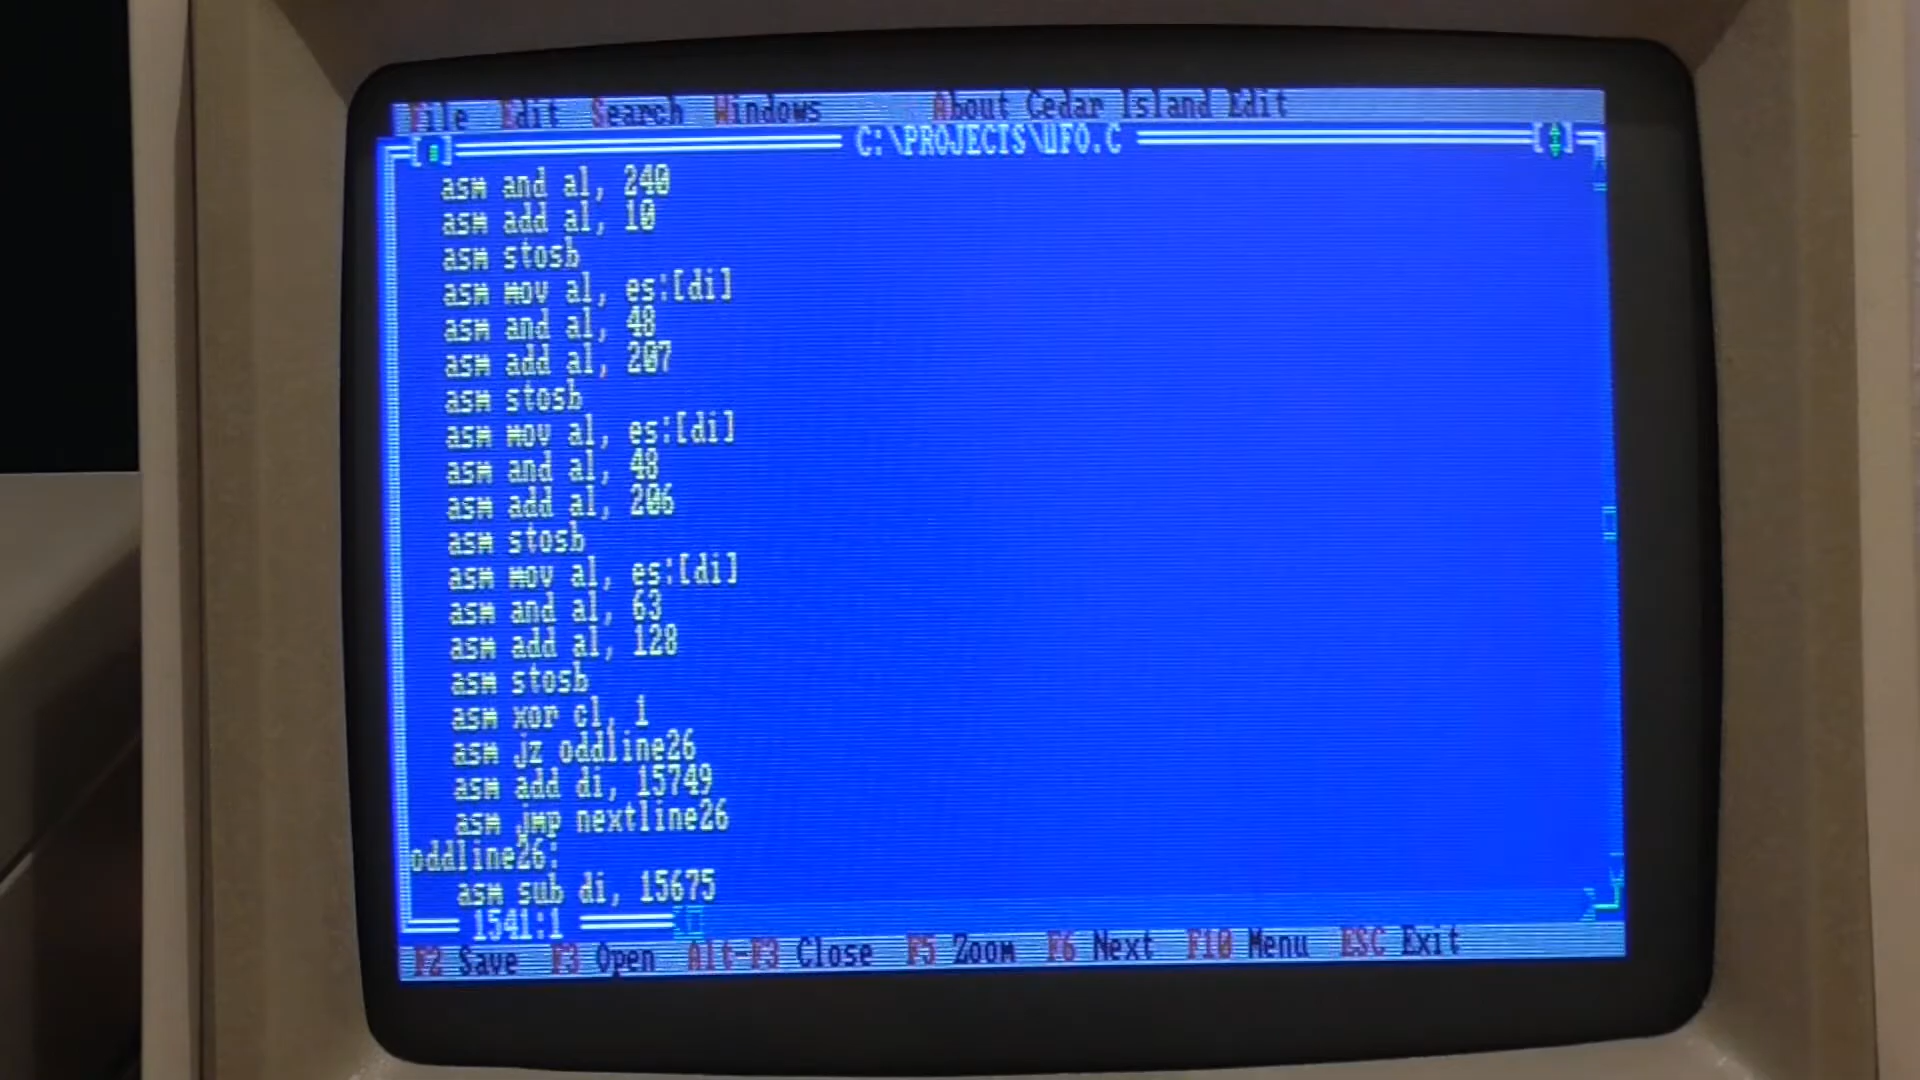 File Edit Search Windows About Cedar Island Edit
C:\PROJECTS\UFO.C
asm and al, 240
asm add al, 10
asm stosb
asm mov al, es:[di]
asm and al, 48
asm add al, 207
asm stosb
asm mov al, es:[di]
asm and al, 48
asm add al, 206
asm stosb
asm mov al, es:[di]
asm and al, 63
asm add al, 128
asm stosb
asm xor cl, 1
asm jz oddline26
asm add di, 15749
asm jmp nextline26
oddline26:
asm sub di, 15675
1541:1
F2 Save F3 Open Alt-F3 Close F5 Zoom F6 Next F10 Menu ESC Exit